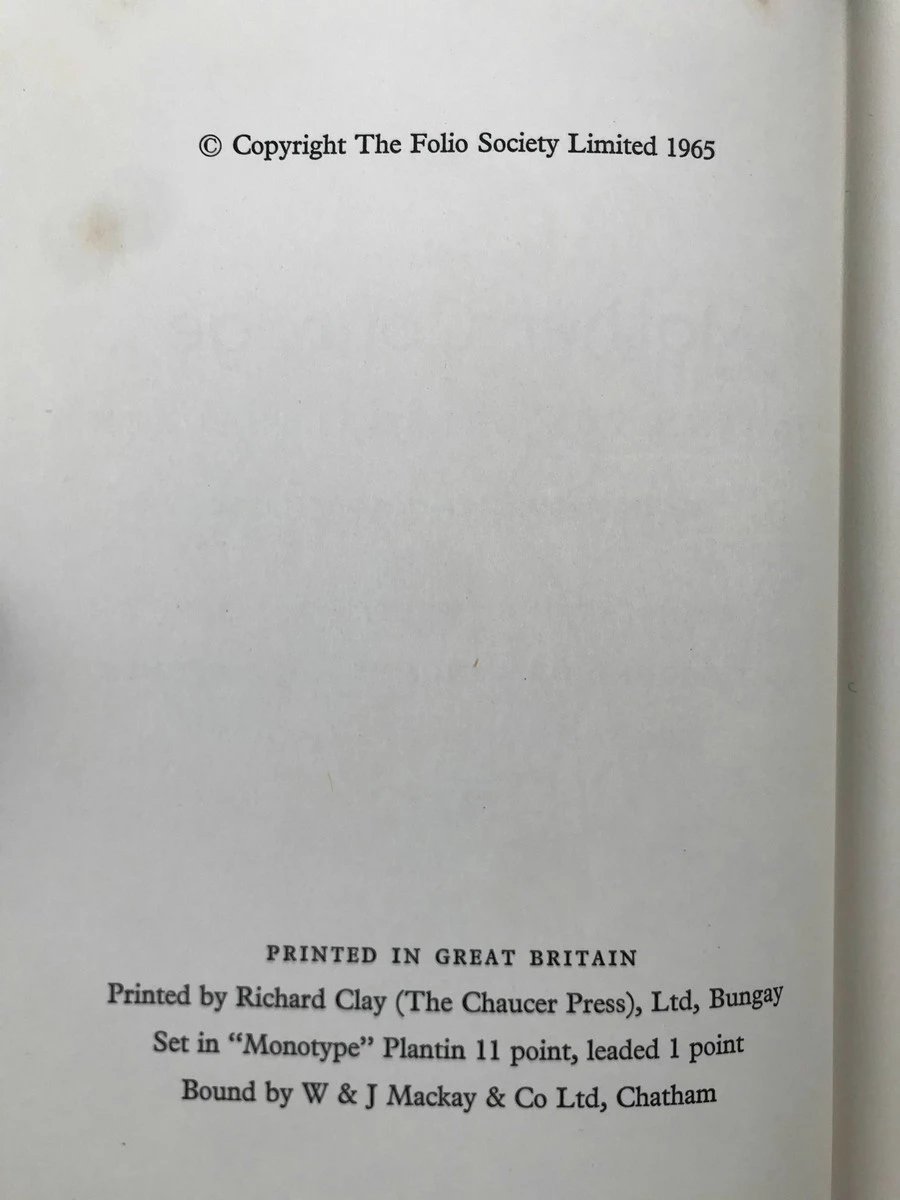 © Copyright The Folio Society Limited 1965
PRINTED IN GREAT BRITAIN
Printed by Richard Clay (The Chaucer Press), Ltd, Bungay
Set in “Monotype” Plantin 11 point, leaded 1 point
Bound by W & J Mackay & Co Ltd, Chatham